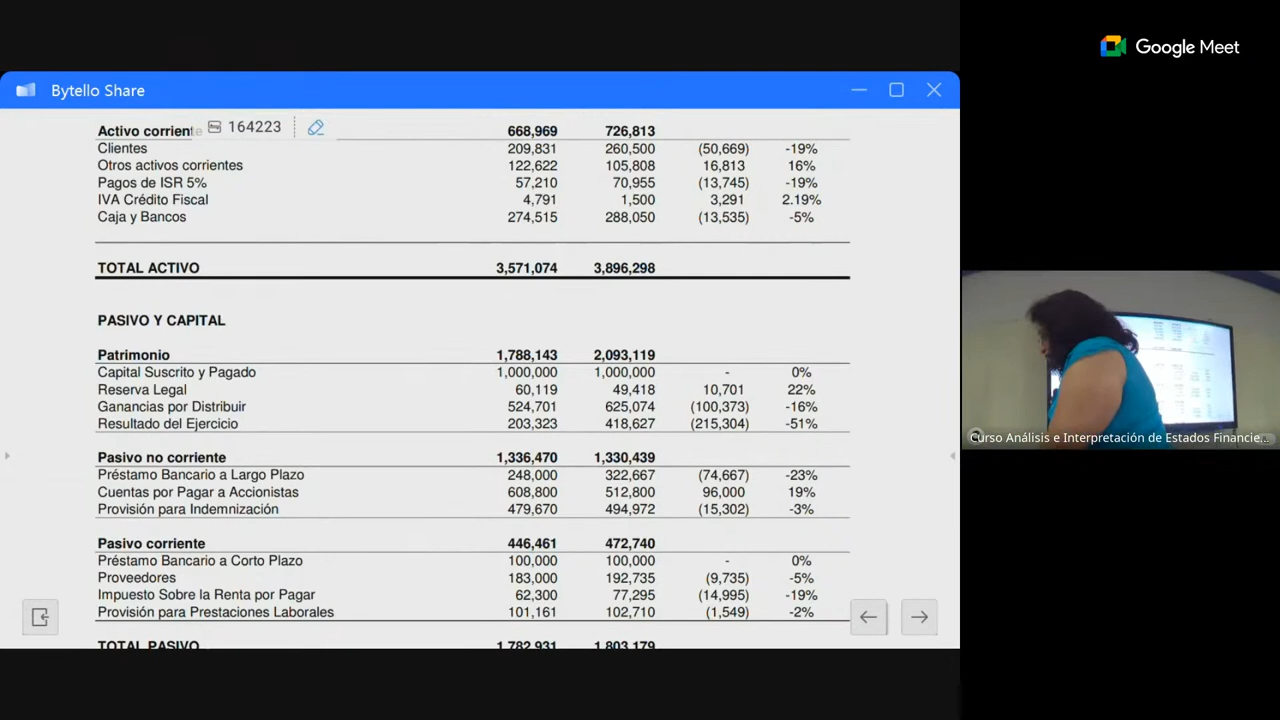 Google Meet
Bytello Share
164223
Activo corriente 668,969 726,813
Clientes 209,831 260,500 (50,669) -19%
Otros activos corrientes 122,622 105,808 16,813 16%
Pagos de ISR 5% 57,210 70,955 (13,745) -19%
IVA Crédito Fiscal 4,791 1,500 3,291 2.19%
Caja y Bancos 274,515 288,050 (13,535) -5%
TOTAL ACTIVO 3,571,074 3,896,298
PASIVO Y CAPITAL
Patrimonio 1,788,143 2,093,119
Capital Suscrito y Pagado 1,000,000 1,000,000 - 0%
Reserva Legal 60,119 49,418 10,701 22%
Ganancias por Distribuir 524,701 625,074 (100,373) -16%
Resultado del Ejercicio 203,323 418,627 (215,304) -51%
Pasivo no corriente 1,336,470 1,330,439
Préstamo Bancario a Largo Plazo 248,000 322,667 (74,667) -23%
Cuentas por Pagar a Accionistas 608,800 512,800 96,000 19%
Provisión para Indemnización 479,670 494,972 (15,302) -3%
Pasivo corriente 446,461 472,740
Préstamo Bancario a Corto Plazo 100,000 100,000 - 0%
Proveedores 183,000 192,735 (9,735) -5%
Impuesto Sobre la Renta por Pagar 62,300 77,295 (14,995) -19%
Provisión para Prestaciones Laborales 101,161 102,710 (1,549) -2%
TOTAL PASIVO 1,782,931 1,803,179
Curso Análisis e Interpretación de Estados Financie...